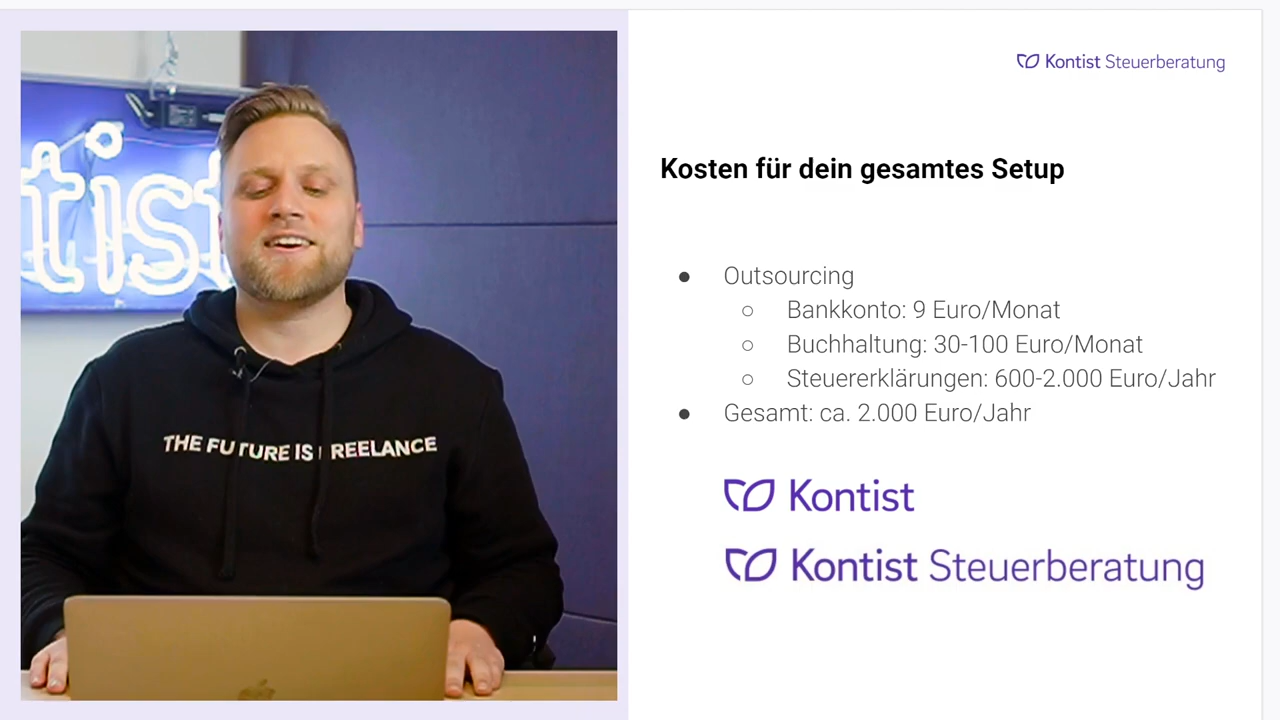 tist
THE FUTURE IS FREELANCE
Kontist Steuerberatung
Kosten für dein gesamtes Setup
● Outsourcing
○ Bankkonto: 9 Euro/Monat
○ Buchhaltung: 30-100 Euro/Monat
○ Steuererklärungen: 600-2.000 Euro/Jahr
● Gesamt: ca. 2.000 Euro/Jahr
Kontist
Kontist Steuerberatung